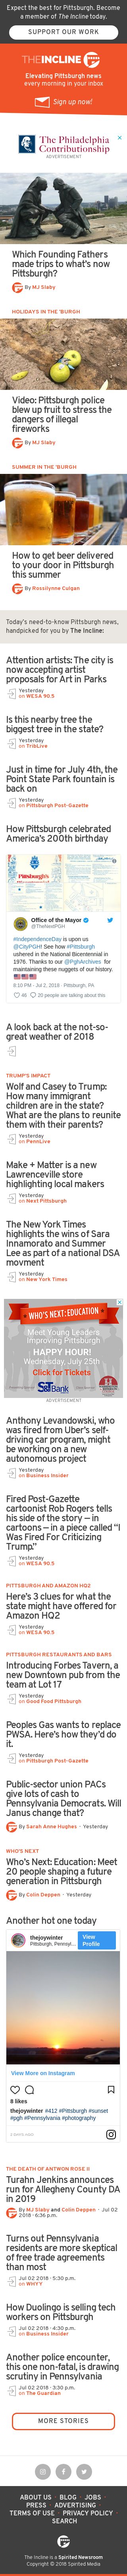 Expect the best for Pittsburgh. Become
a member of The Incline today.
SUPPORT OUR WORK
THE INCLINE
Elevating Pittsburgh news
every morning in your inbox
Sign up now!
The Philadelphia
Contributionship
ADVERTISEMENT
Which Founding Fathers
made trips to what's now
Pittsburgh?
By MJ Slaby
HOLIDAYS IN THE 'BURGH
Video: Pittsburgh police
blew up fruit to stress the
dangers of illegal
fireworks
By MJ Slaby
SUMMER IN THE 'BURGH
How to get beer delivered
to your door in Pittsburgh
this summer
By Rossilynne Culgan
Today's need-to-know Pittsburgh news,
handpicked for you by The Incline:
Attention artists: The city is
now accepting artist
proposals for Art in Parks
Yesterday
on WESA 90.5
Is this nearby tree the
biggest tree in the state?
Yesterday
on TribLive
Just in time for July 4th, the
Point State Park fountain is
back on
Yesterday
on Pittsburgh Post-Gazette
How Pittsburgh celebrated
America's 200th birthday
Office of the Mayor
@TheNextPGH
#IndependenceDay is upon us
@CityPGH! See how #Pittsburgh
ushered in the National Bicentennial in
1976. Thanks to our @PghArchives for
maintaining these nuggets of our history.
8:10 PM - Jul 2, 2018 · Pittsburgh, PA
46 20 people are talking about this
A look back at the not-so-
great weather of 2018
TRUMP'S IMPACT
Wolf and Casey to Trump:
How many immigrant
children are in the state?
What are the plans to reunite
them with their parents?
Yesterday
on PennLive
Make + Matter is a new
Lawrenceville store
highlighting local makers
Yesterday
on Next Pittsburgh
The New York Times
highlights the wins of Sara
Innamorato and Summer
Lee as part of a national DSA
movment
Yesterday
on New York Times
WHO'S NEXT: EDUCATION
Meet Young Leaders
Improving Pittsburgh
HAPPY HOUR!
Wednesday, July 25th
Click for Tickets
S&T Bank
ADVERTISEMENT
Anthony Levandowski, who
was fired from Uber's self-
driving car program, might
be working on a new
autonomous project
Yesterday
on Business Insider
Fired Post-Gazette
cartoonist Rob Rogers tells
his side of the story — in
cartoons — in a piece called “I
Was Fired For Criticizing
Trump.”
Yesterday
on WESA 90.5
PITTSBURGH AND AMAZON HQ2
Here's 3 clues for what the
state might have offered for
Amazon HQ2
Yesterday
on WESA 90.5
PITTSBURGH RESTAURANTS AND BARS
Introducing Forbes Tavern, a
new Downtown pub from the
team at Lot 17
Yesterday
on Good Food Pittsburgh
Peoples Gas wants to replace
PWSA. Here's how they'd do
it.
Yesterday
on Pittsburgh Post-Gazette
Public-sector union PACs
give lots of cash to
Pennsylvania Democrats. Will
Janus change that?
By Sarah Anne Hughes · Yesterday
WHO'S NEXT
Who's Next: Education: Meet
20 people shaping a future
generation in Pittsburgh
By Colin Deppen · Yesterday
Another hot one today
thejoywinter
Pittsburgh, Pennsyl...
View
Profile
View More on Instagram
8 likes
thejoywinter #412 #Pittsburgh #sunset
#pgh #Pennsylvania #photography
THE DEATH OF ANTWON ROSE II
Turahn Jenkins announces
run for Allegheny County DA
in 2019
By MJ Slaby and Colin Deppen · Jul 02
2018 · 6:35 p.m.
Turns out Pennsylvania
residents are more skeptical
of free trade agreements
than most
Jul 02 2018 · 5:30 p.m.
on WHYY
How Duolingo is selling tech
workers on Pittsburgh
Jul 02 2018 · 4:30 p.m.
on Business Insider
Another police encounter,
this one non-fatal, is drawing
scrutiny in Pennsylvania
Jul 02 2018 · 3:30 p.m.
on The Guardian
MORE STORIES
ABOUT US · BLOG · JOBS ·
PRESS · ADVERTISING ·
TERMS OF USE · PRIVACY POLICY ·
SEARCH
The Incline is a Spirited Newsroom
Copyright © 2018 Spirited Media